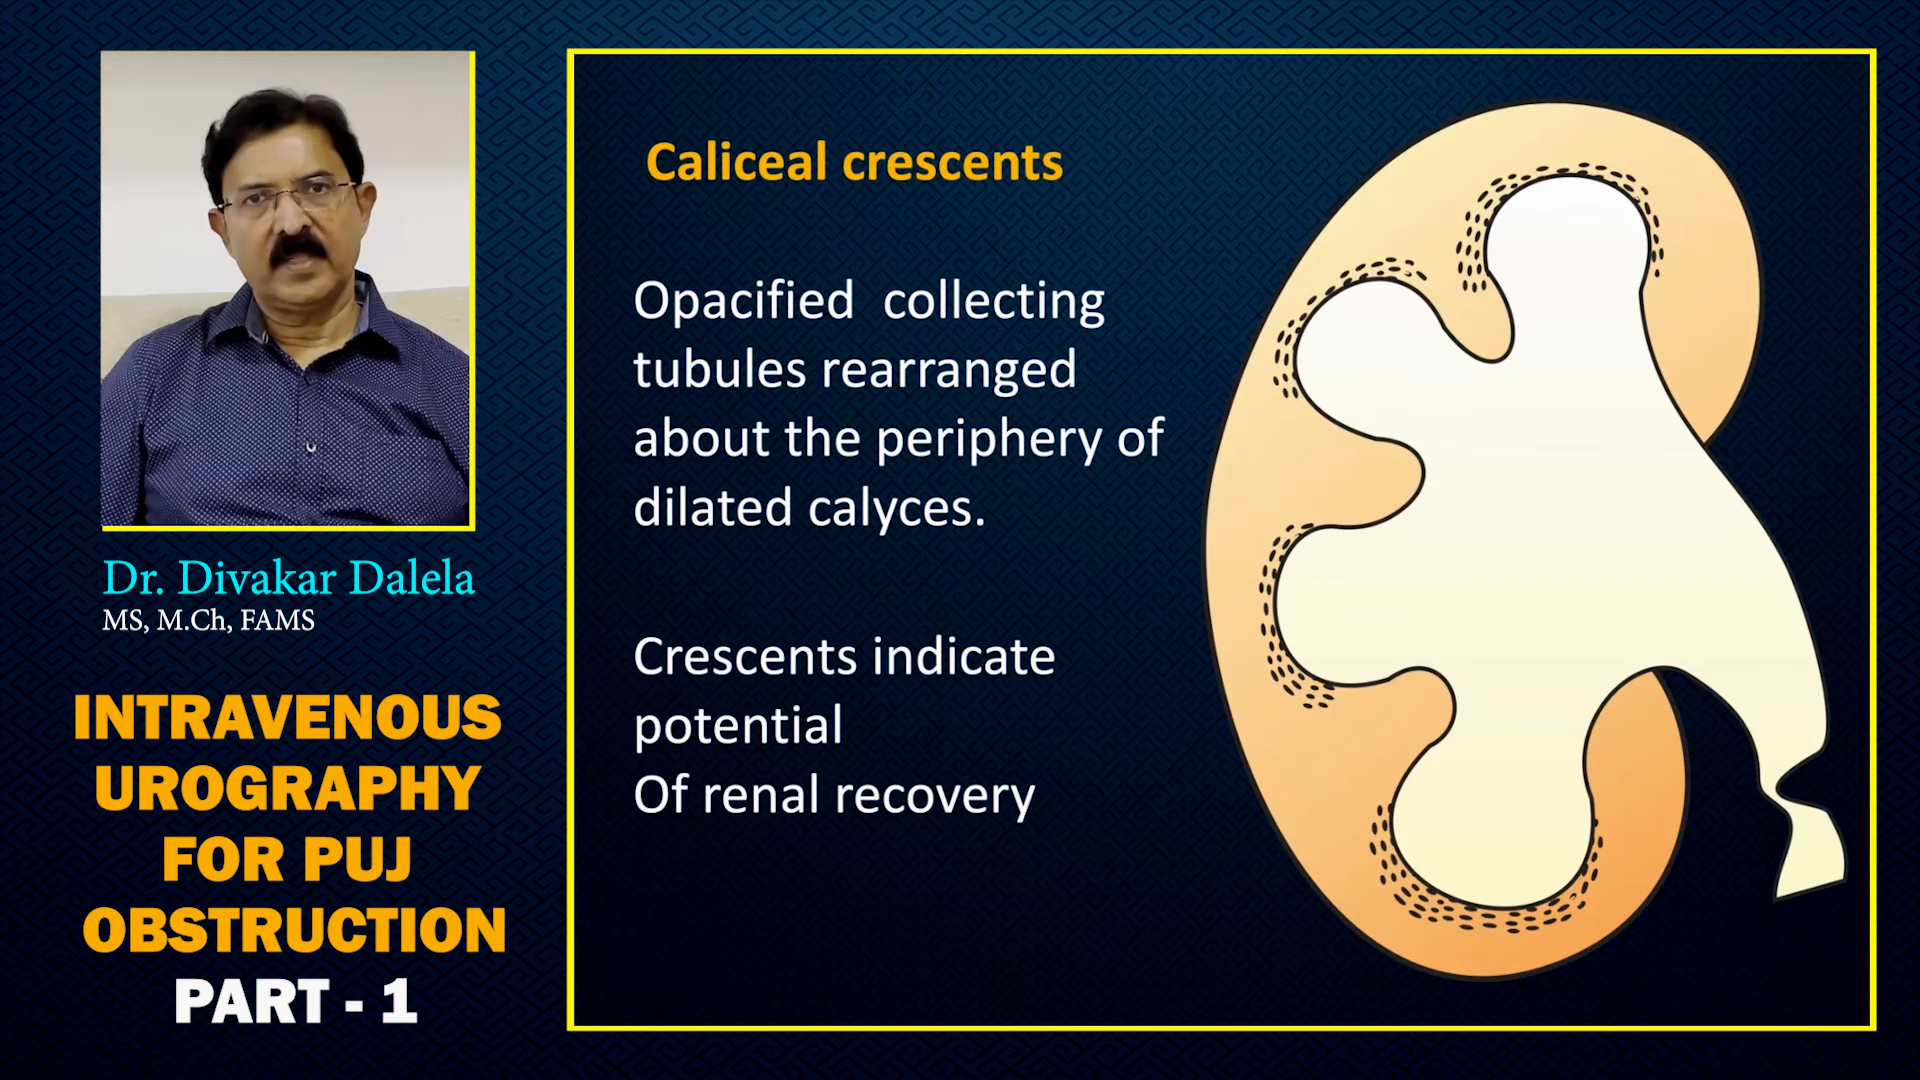 Dr. Divakar Dalela
MS, M.Ch, FAMS
INTRAVENOUS
UROGRAPHY
FOR PUJ
OBSTRUCTION
PART - 1
Caliceal crescents
Opacified collecting
tubules rearranged
about the periphery of
dilated calyces.
Crescents indicate
potential
Of renal recovery